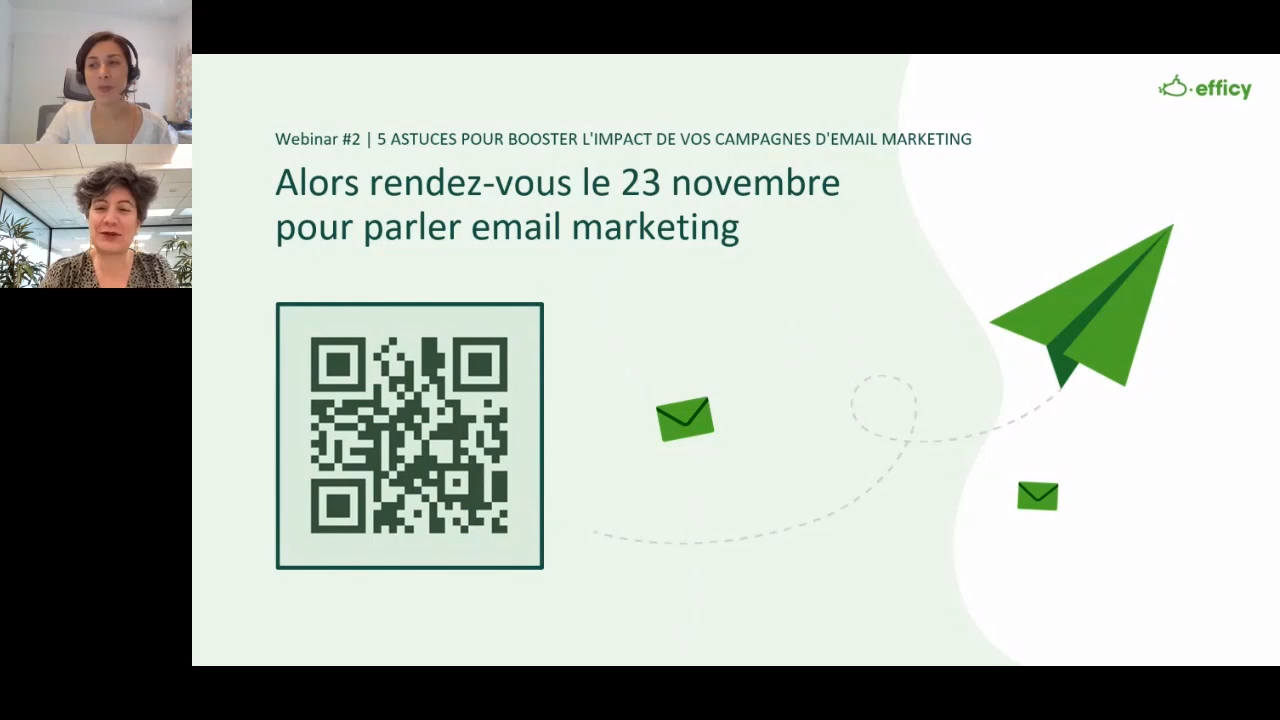 efficy
Webinar #2 | 5 ASTUCES POUR BOOSTER L'IMPACT DE VOS CAMPAGNES D'EMAIL MARKETING
Alors rendez-vous le 23 novembre
pour parler email marketing